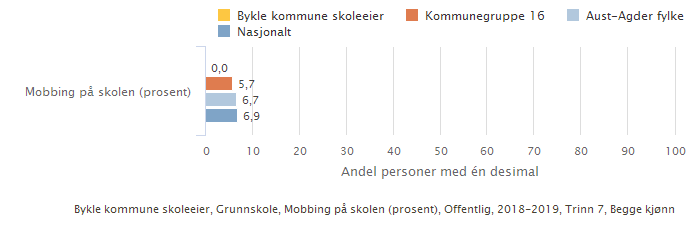 Bykle kommune skoleeier Kommunegruppe 16 Aust-Agder fylke
Nasjonalt
0,0
5,7
Mobbing på skolen (prosent)
6,7
6,9
0 10 20 30 40 50 60 70 80 90 100
Andel personer med én desimal
Bykle kommune skoleeier, Grunnskole, Mobbing på skolen (prosent), Offentlig, 2018-2019, Trinn 7, Begge kjønn